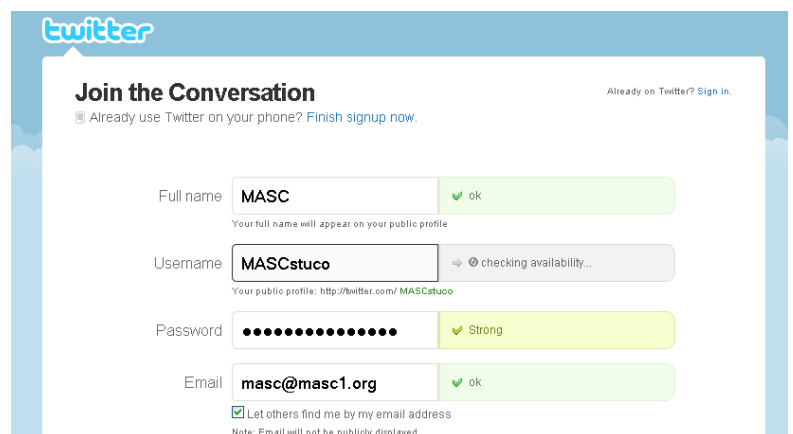 twitter
Join the Conversation
Already on Twitter? Sign in.
Already use Twitter on your phone? Finish signup now.
Full name MASC ok
Your full name will appear on your public profile
Username MASCstuco checking availability...
Your public profile: http://twitter.com/ MASCstuco
Password ●●●●●●●●●●●●●●● Strong
Email masc@masc1.org ok
Let others find me by my email address
Note: Email will not be publicly displayed